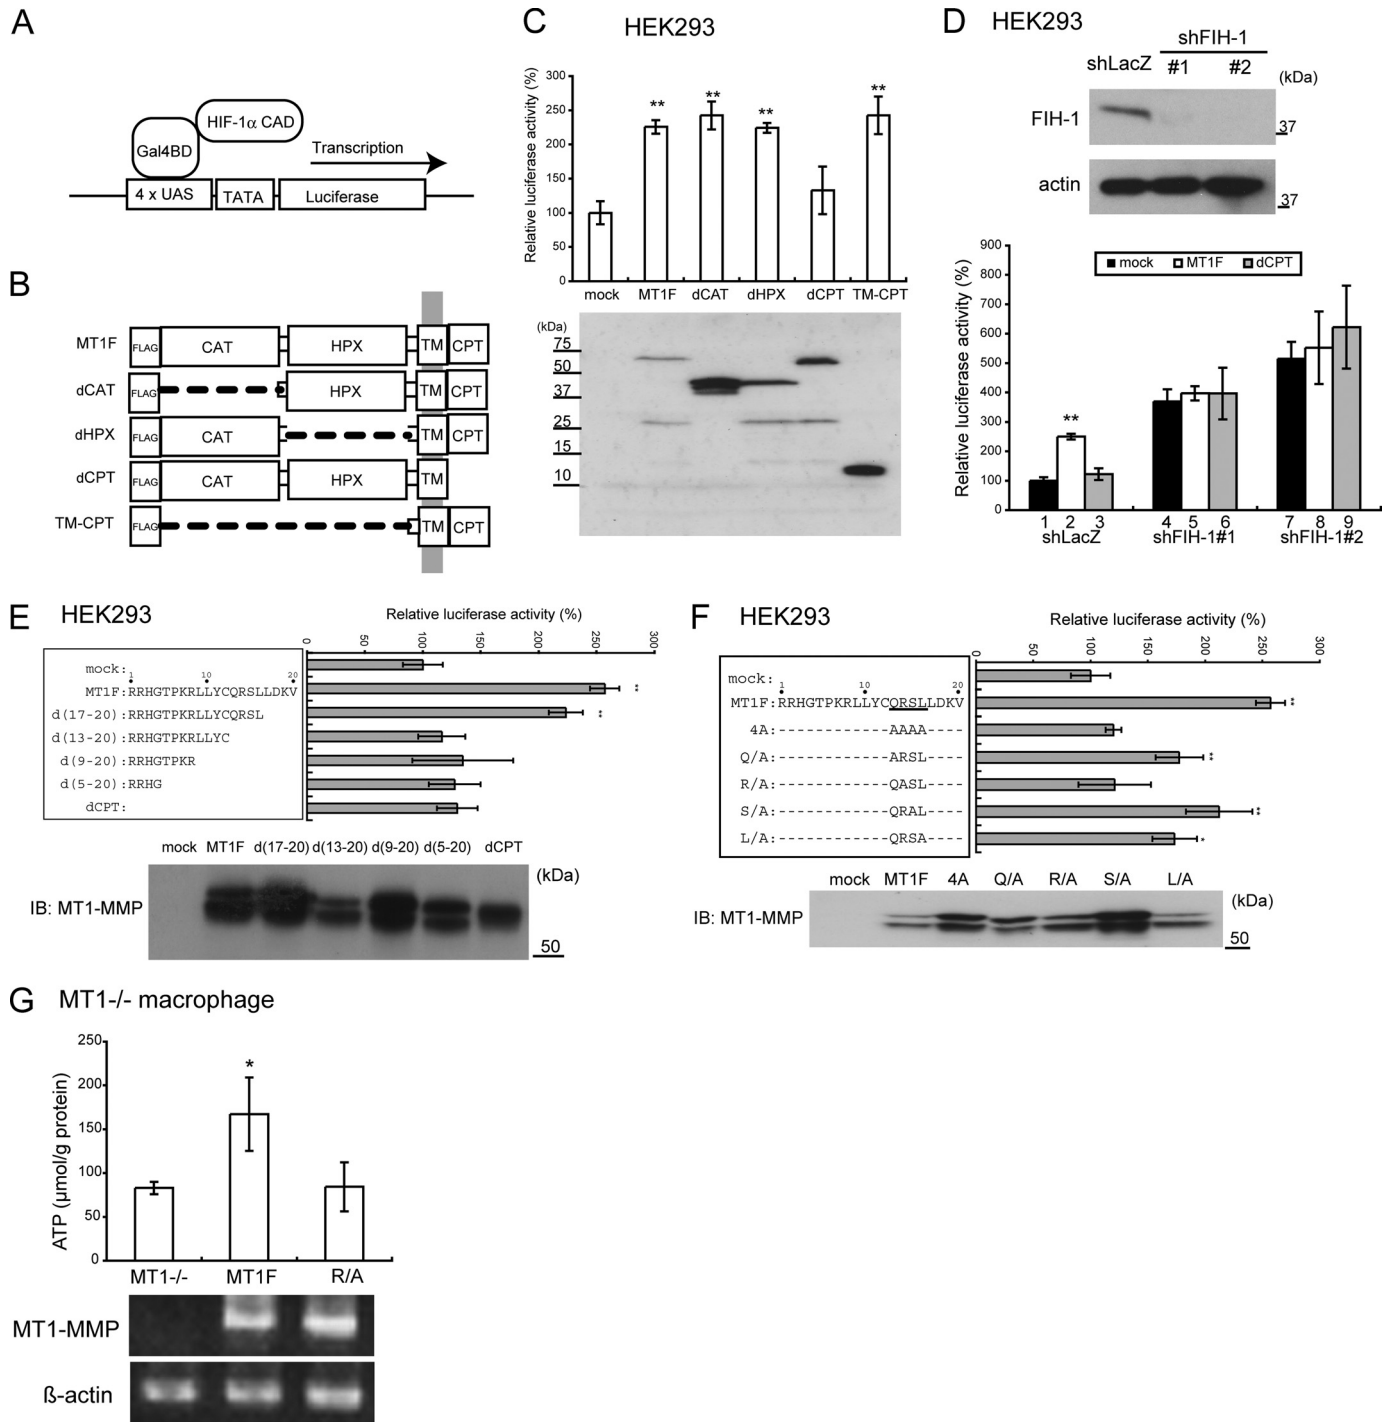 A
HIF-1α CAD
Gal4BD
Transcription
4 x UAS
TATA
Luciferase
B
MT1F
FLAG
CAT
HPX
TM
CPT
dCAT
FLAG
HPX
TM
CPT
dHPX
FLAG
CAT
TM
CPT
dCPT
FLAG
CAT
HPX
TM
TM-CPT
FLAG
TM
CPT
C
HEK293
Relative luciferase activity (%)
300
250
200
150
100
50
0
** ** ** **
mock MT1F dCAT dHPX dCPT TM-CPT
(kDa)
75
50
37
25
15
10
D
HEK293
shFIH-1
shLacZ #1 #2
(kDa)
FIH-1
37
actin
37
Relative luciferase activity (%)
900
800
700
600
500
400
300
200
100
0
mock MT1F dCPT
**
1 2 3 4 5 6 7 8 9
shLacZ shFIH-1#1 shFIH-1#2
E
HEK293
Relative luciferase activity (%)
0 50 100 150 200 250 300
mock:
1 10 20
MT1F:RRHGTPKRLLYCQRSLLDKV
**
d(17-20):RRHGTPKRLLYCQRSL
**
d(13-20):RRHGTPKRLLYC
d(9-20):RRHGTPKR
d(5-20):RRHG
dCPT:
mock MT1F d(17-20) d(13-20) d(9-20) d(5-20) dCPT
(kDa)
IB: MT1-MMP
50
F
HEK293
Relative luciferase activity (%)
0 50 100 150 200 250 300
mock:
1 10 20
MT1F:RRHGTPKRLLYCQRSLLDKV
**
4A:------------AAAA----
Q/A:------------ARSL----
**
R/A:------------QASL----
S/A:------------QRAL----
**
L/A:------------QRSA----
*
mock MT1F 4A Q/A R/A S/A L/A
(kDa)
IB: MT1-MMP
50
G
MT1-/- macrophage
ATP (µmol/g protein)
250
200
150
100
50
0
*
MT1-/- MT1F R/A
MT1-MMP
ß-actin